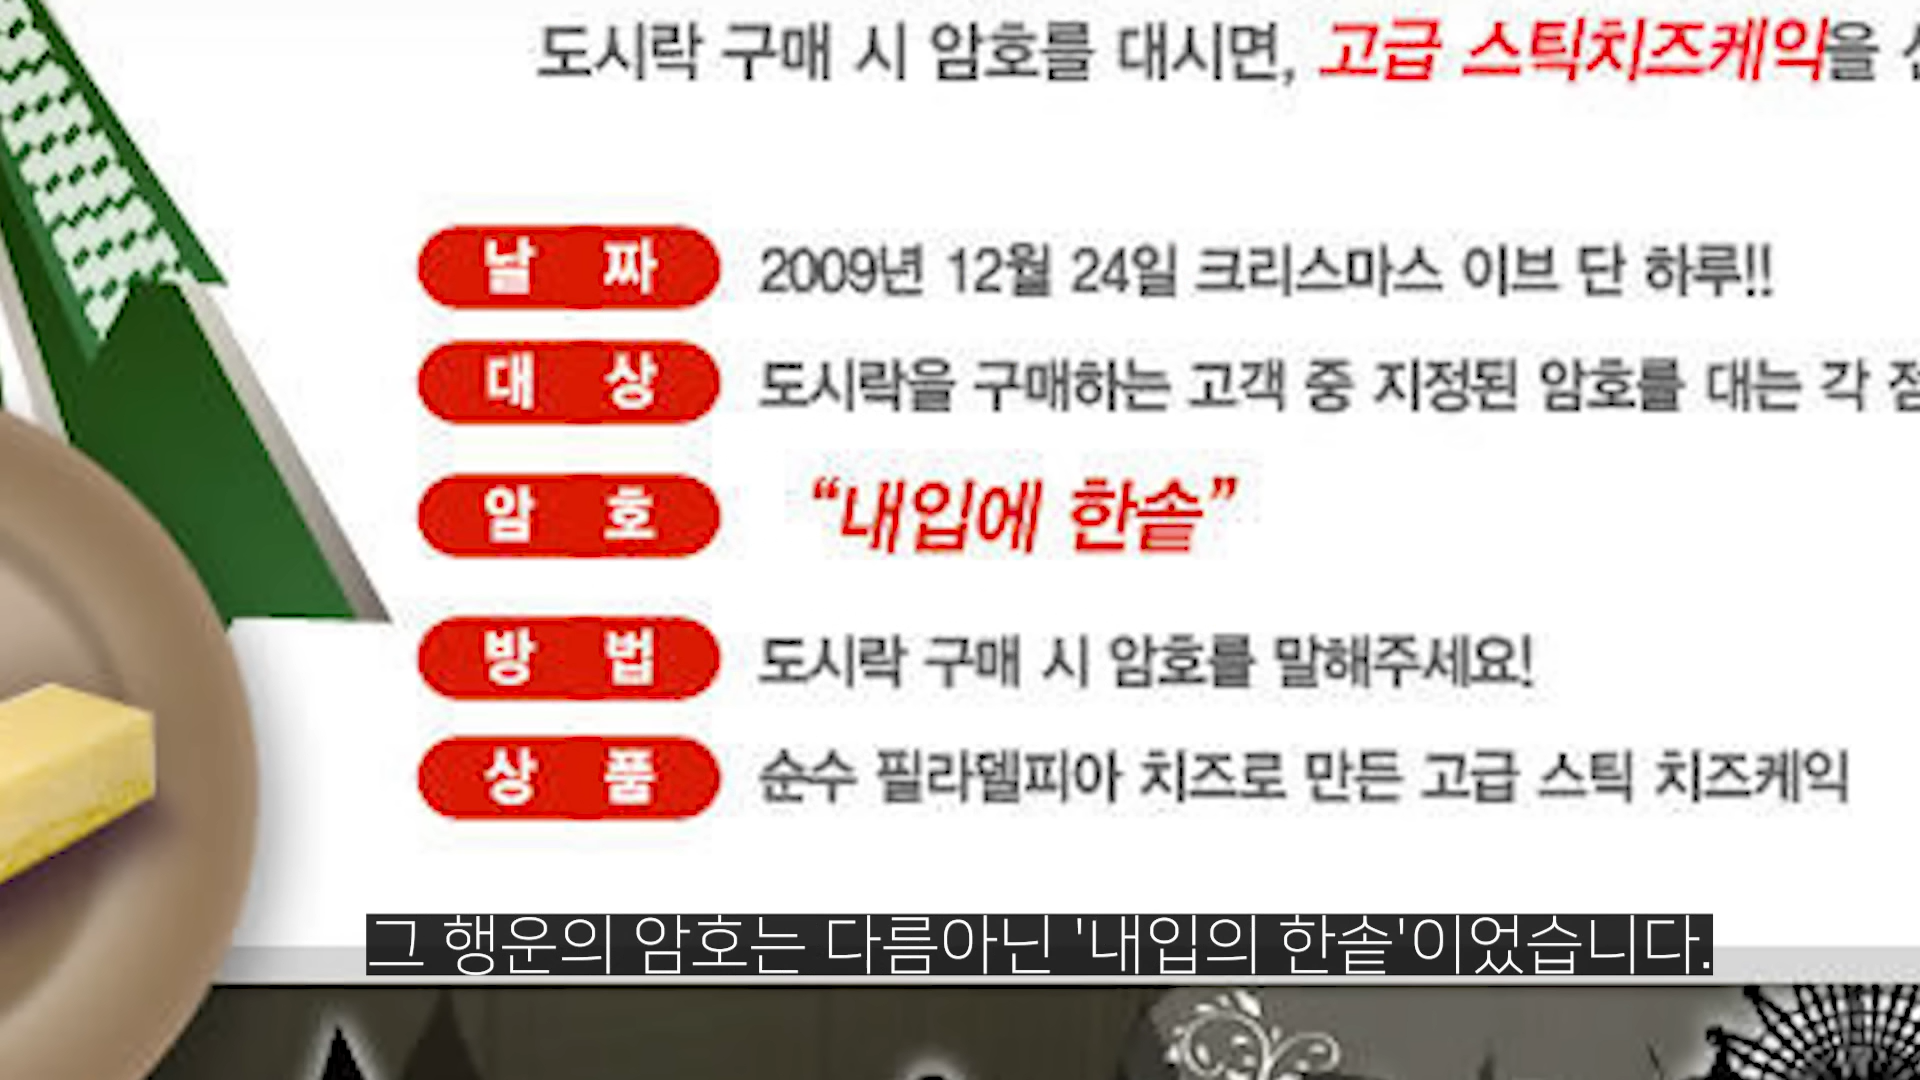 도시락 구매 시 암호를 대시면, 고급 스틱치즈케익을
날 짜 2009년 12월 24일 크리스마스 이브 단 하루!!
대 상 도시락을 구매하는 고객 중 지정된 암호를 대는 각
암 호 “내입에 한솥”
방 법 도시락 구매 시 암호를 말해주세요!
상 품 순수 필라델피아 치즈로 만든 고급 스틱 치즈케익
그 행운의 암호는 다름아닌 '내입의 한솥'이었습니다.